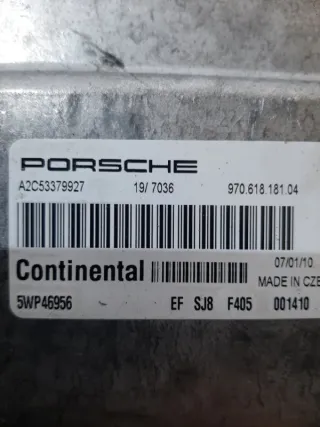 PORSCHE
A2C53379927 19/ 7036 970.618.181.04
Continental 07/01/10
MADE IN CZE
5WP46956 EF SJ8 F405 001410